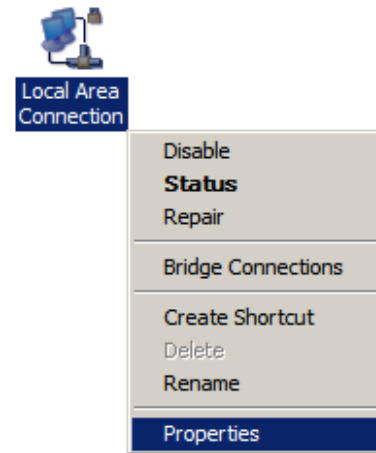 Local Area
Connection
Disable
Status
Repair
Bridge Connections
Create Shortcut
Delete
Rename
Properties